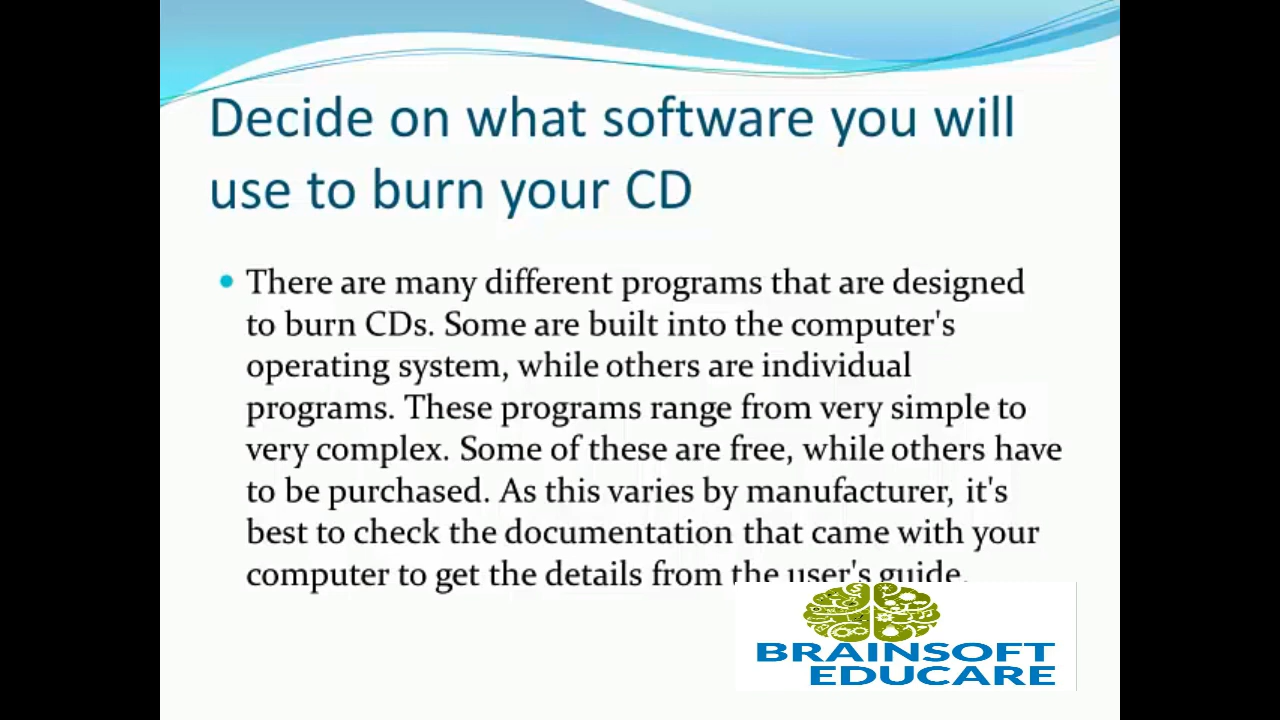 Decide on what software you will
use to burn your CD
• There are many different programs that are designed
to burn CDs. Some are built into the computer's
operating system, while others are individual
programs. These programs range from very simple to
very complex. Some of these are free, while others have
to be purchased. As this varies by manufacturer, it's
best to check the documentation that came with your
computer to get the details from the user's guide.
BRAINSOFT
EDUCARE